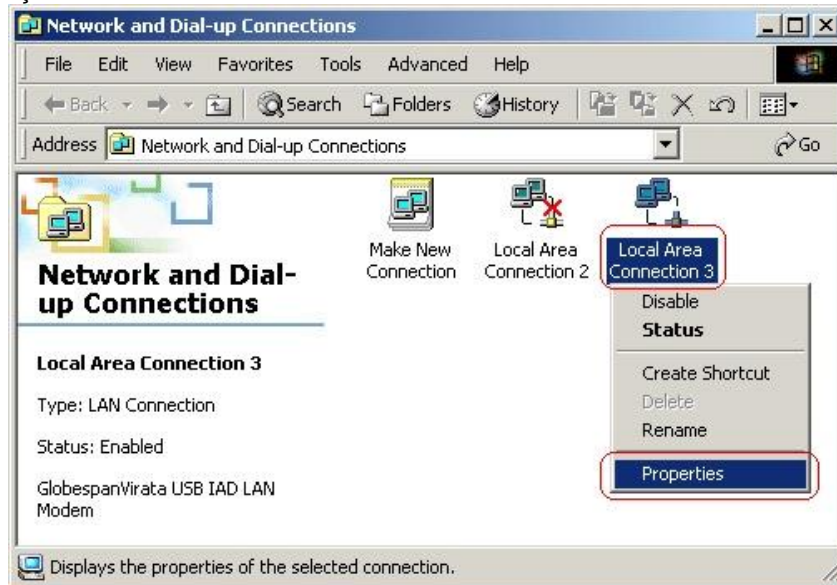 Network and Dial-up Connections
File Edit View Favorites Tools Advanced Help
Back Search Folders History
Address Network and Dial-up Connections Go
Make New
Connection
Local Area
Connection 2
Local Area
Connection 3
Network and Dial-
up Connections
Local Area Connection 3
Type: LAN Connection
Status: Enabled
GlobespanVirata USB IAD LAN
Modem
Disable
Status
Create Shortcut
Delete
Rename
Properties
Displays the properties of the selected connection.